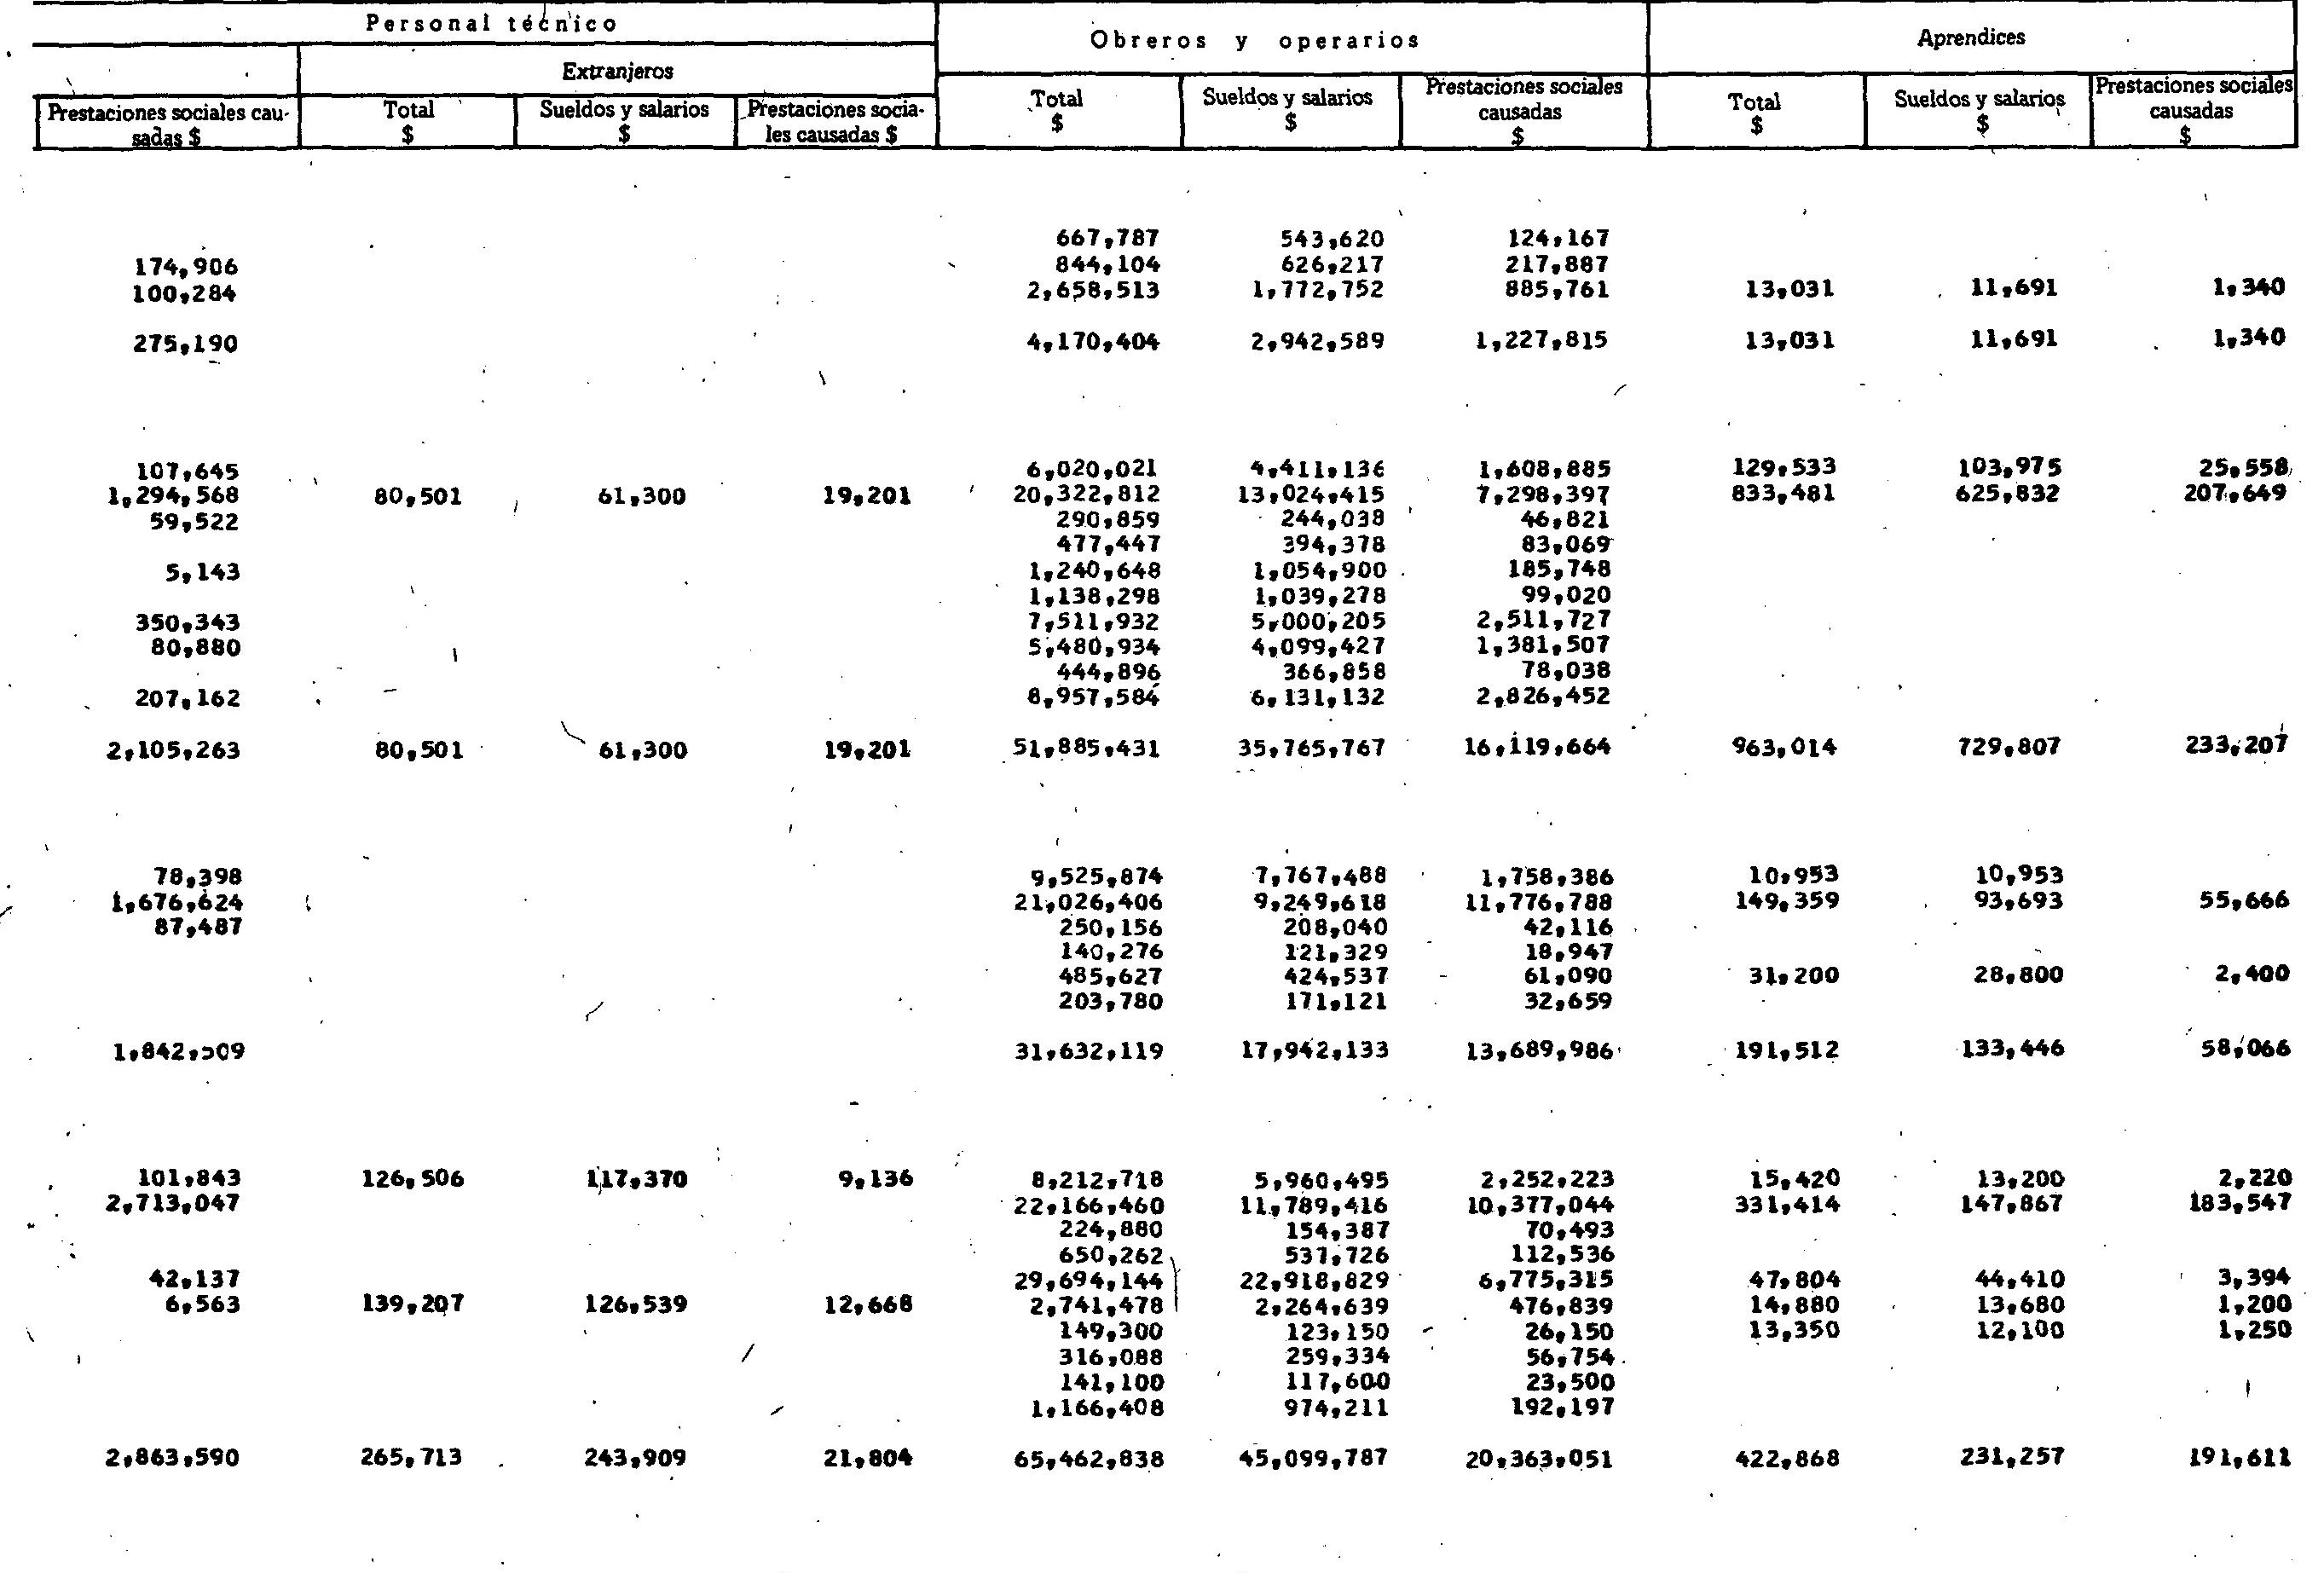 Personal técnico Obreros y operarios Aprendices
Extranjeros
Prestaciones sociales cau- Total Sueldos y salarios Prestaciones socia- Total Sueldos y salarios Prestaciones sociales Total Sueldos y salarios Prestaciones sociales
sadas $ $ $ les causadas $ $ $ causadas $ $ causadas
$ $
667,787 543,620 124,167
174,906 844,104 626,217 217,887
100,284 2,658,513 1,772,752 885,761 13,031 11,691 1,340
275,190 4,170,404 2,942,589 1,227,815 13,031 11,691 1,340
107,645 6,020,021 4,411,136 1,608,885 129,533 103,975 25,558
1,294,568 80,501 61,300 19,201 20,322,812 13,024,415 7,298,397 833,481 625,832 207,649
59,522 290,859 244,038 46,821
477,447 394,378 83,069
5,143 1,240,648 1,054,900 185,748
1,138,298 1,039,278 99,020
350,343 7,511,932 5,000,205 2,511,727
80,880 5,480,934 4,099,427 1,381,507
444,896 366,858 78,038
207,162 8,957,584 6,131,132 2,826,452
2,105,263 80,501 61,300 19,201 51,885,431 35,765,767 16,119,664 963,014 729,807 233,207
78,398 9,525,874 7,767,488 1,758,386 10,953 10,953
1,676,624 21,026,406 9,249,618 11,776,788 149,359 93,693 55,666
87,487 250,156 208,040 42,116
140,276 121,329 18,947
485,627 424,537 61,090 31,200 28,800 2,400
203,780 171,121 32,659
1,842,509 31,632,119 17,942,133 13,689,986 191,512 133,446 58,066
101,843 126,506 117,370 9,136 8,212,718 5,960,495 2,252,223 15,420 13,200 2,220
2,713,047 22,166,460 11,789,416 10,377,044 331,414 147,867 183,547
224,880 154,387 70,493
650,262 537,726 112,536
42,137 29,694,144 22,918,829 6,775,315 47,804 44,410 3,394
6,563 139,207 126,539 12,668 2,741,478 2,264,639 476,839 14,880 13,680 1,200
149,300 123,150 26,150 13,350 12,100 1,250
316,088 259,334 56,754
141,100 117,600 23,500
1,166,408 974,211 192,197
2,863,590 265,713 243,909 21,804 65,462,838 45,099,787 20,363,051 422,868 231,257 191,611